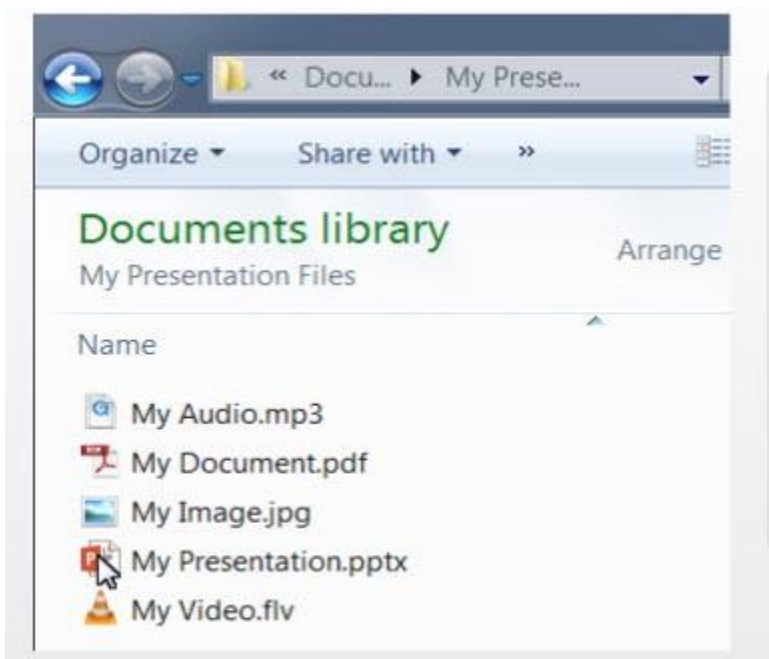 « Docu... ▸ My Prese...
Organize Share with »
Documents library
My Presentation Files
Arrange
Name
My Audio.mp3
My Document.pdf
My Image.jpg
My Presentation.pptx
My Video.flv